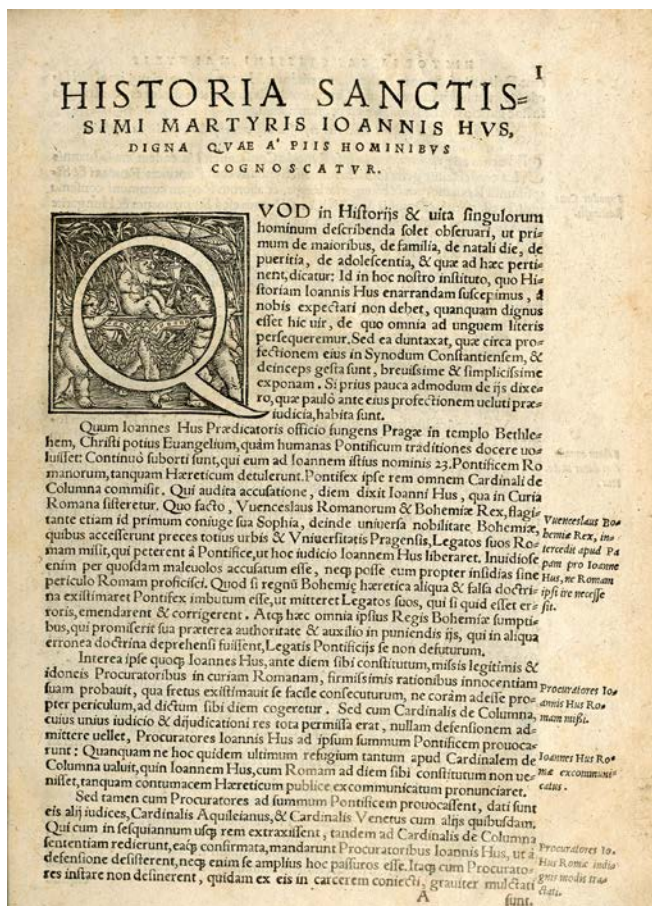 1
HISTORIA SANCTIS=
SIMI MARTYRIS IOANNIS HVS,
DIGNA QVAE A' PIIS HOMINIBVS
COGNOSCATVR.
QVOD in Historijs & uita singulorum
hominum describenda solet obseruari, ut pri=
mum de maioribus, de familia, de natali die, de
pueritia, de adolescentia, & quæ ad hæc perti=
nent, dicatur: Id in hoc nostro instituto, quo Hi=
storiam Ioannis Hus enarrandam suscepimus, á
nobis expectari non debet, quanquam dignus
esset hic uir, de quo omnia ad unguem literis
persequeremur. Sed ea duntaxat, quæ circa pro=
fectionem eius in Synodum Constantiensem, &
deinceps gesta sunt, breuissime & simplicissime
exponam. Si prius pauca admodum de ijs dixe=
ro, quæ pauló ante eius profectionem ueluti præ=
iudicia, habita sunt.
Quum Ioannes Hus Prædicatoris officio fungens Pragæ in templo Bethle=
hem, Christi potius Euangelium, quàm humanas Pontificum traditiones docere uo=
luisset: Continuò suborti sunt, qui eum ad Ioannem istius nominis 23. Pontificem Ro
manorum, tanquam Hæreticum detulerunt. Pontifex ipse rem omnem Cardinali de
Columna commisit. Qui audita accusatione, diem dixit Ioanni Hus, qua in Curia
Romana sisteretur. Quo facto, Vuenceslaus Romanorum & Bohemiæ Rex, flagi=
tante etiam id primum coniuge sua Sophia, deinde uniuersa nobilitate Bohemiæ,
quibus accesserunt preces totius urbis & Vniuersitatis Pragensis, Legatos suos Ro=
mam misit, qui peterent á Pontifice, ut hoc iudicio Ioannem Hus liberaret. Inuidiose
enim per quosdam maleuolos accusatum esse, neq; posse eum propter insidias sine
periculo Romam proficisci. Quod si regnū Bohemię hæretica aliqua & falsa doctri=
na existimaret Pontifex imbutum esse, ut mitteret Legatos suos, qui si quid esset er=
roris, emendarent & corrigerent. Atq; hæc omnia ipsius Regis Bohemiæ sumpti=
bus, qui promiserit sua præterea authoritate & auxilio in puniendis ijs, qui in aliqua
erronea doctrina deprehensi fuissent, Legatis Pontificijs se non defuturum.
Vuenceslaus Bo=
hemiæ Rex, in=
tercedit apud Pa
pam pro Ioanne
Hus, ne Romam
ipsi ire necesse
sit.
Interea ipse quoq; Ioannes Hus, ante diem sibi constitutum, missis legitimis &
idoneis Procuratoribus in curiam Romanam, firmissimis rationibus innocentiam
suam probauit, qua fretus existimauit se facile consecuturum, ne coràm adesse pro=
pter periculum, ad dictum sibi diem cogeretur. Sed cum Cardinalis de Columna,
cuius unius iudicio & dijudicationi res tota permissa erat, nullam defensionem ad=
mittere uellet, Procuratores Ioannis Hus ad ipsum summum Pontificem prouoca=
runt: Quanquam ne hoc quidem ultimum refugium tantum apud Cardinalem de
Columna ualuit, quin Ioannem Hus, cum Romam ad diem sibi constitutum non ue=
nisset, tanquam contumacem Hæreticum publice excommunicatum pronunciaret.
Procuratores Io=
annis Hus Ro=
mam missi.
Ioannes Hus Ro=
mæ excommuni=
catus.
Sed tamen cum Procuratores ad summum Pontificem prouocassent, dati sunt
eis alij iudices, Cardinalis Aquileianus, & Cardinalis Venetus cum alijs quibusdam.
Qui cum in sesquiannum usq; rem extraxissent, tandem ad Cardinalis de Columna
sententiam redierunt, eaq; confirmata, mandarunt Procuratoribus Ioannis Hus, ut á
defensione desisterent, neq; enim se amplius hoc passuros esse. Itaq; cum Procurato=
res instare non desinerent, quidam ex eis in carcerem coniecti, grauiter mulctati
Procuratores Io.
Hus Romæ indi=
gnis modis tra=
ctati.
A
sunt.